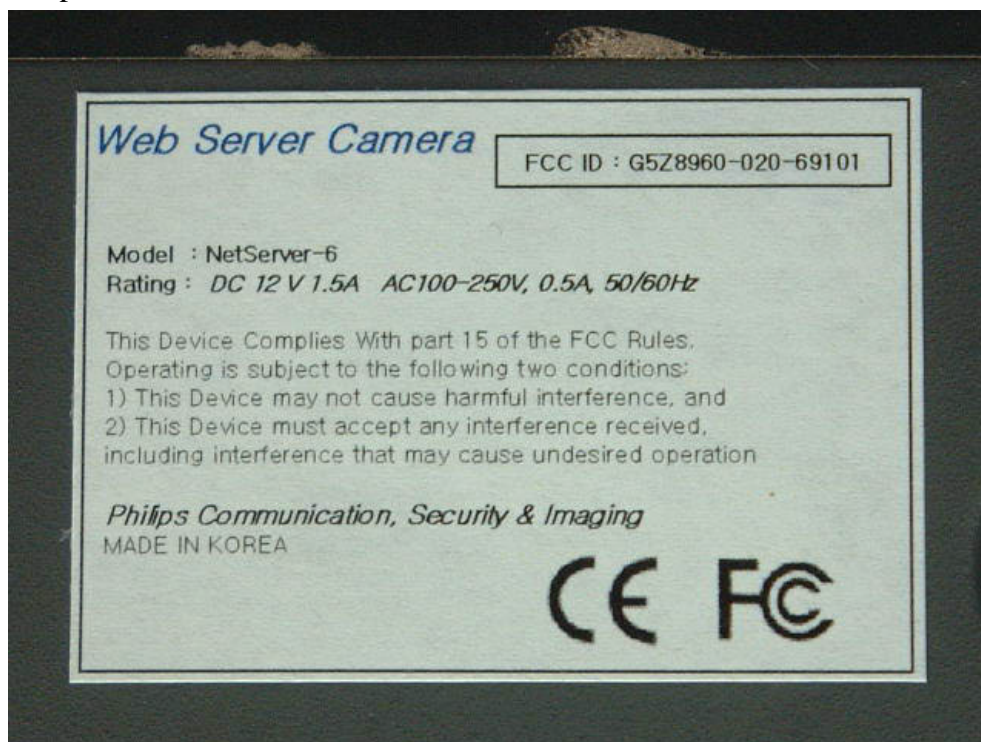 Web Server Camera
FCC ID : G5Z8960-020-69101
Model : NetServer-6
Rating : DC 12 V 1.5A AC100-250V, 0.5A, 50/60Hz
This Device Complies With part 15 of the FCC Rules.
Operating is subject to the following two conditions:
1) This Device may not cause harmful interference, and
2) This Device must accept any interference received,
including interference that may cause undesired operation
Philips Communication, Security & Imaging
MADE IN KOREA
CE FC